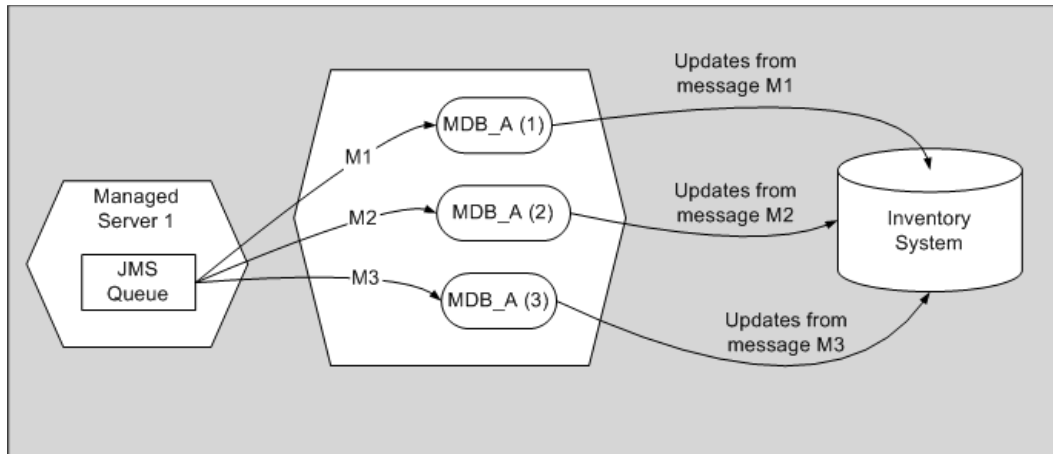 Managed
Server 1
JMS
Queue
M1
M2
M3
MDB_A (1)
MDB_A (2)
MDB_A (3)
Updates from
message M1
Updates from
message M2
Updates from
message M3
Inventory
System